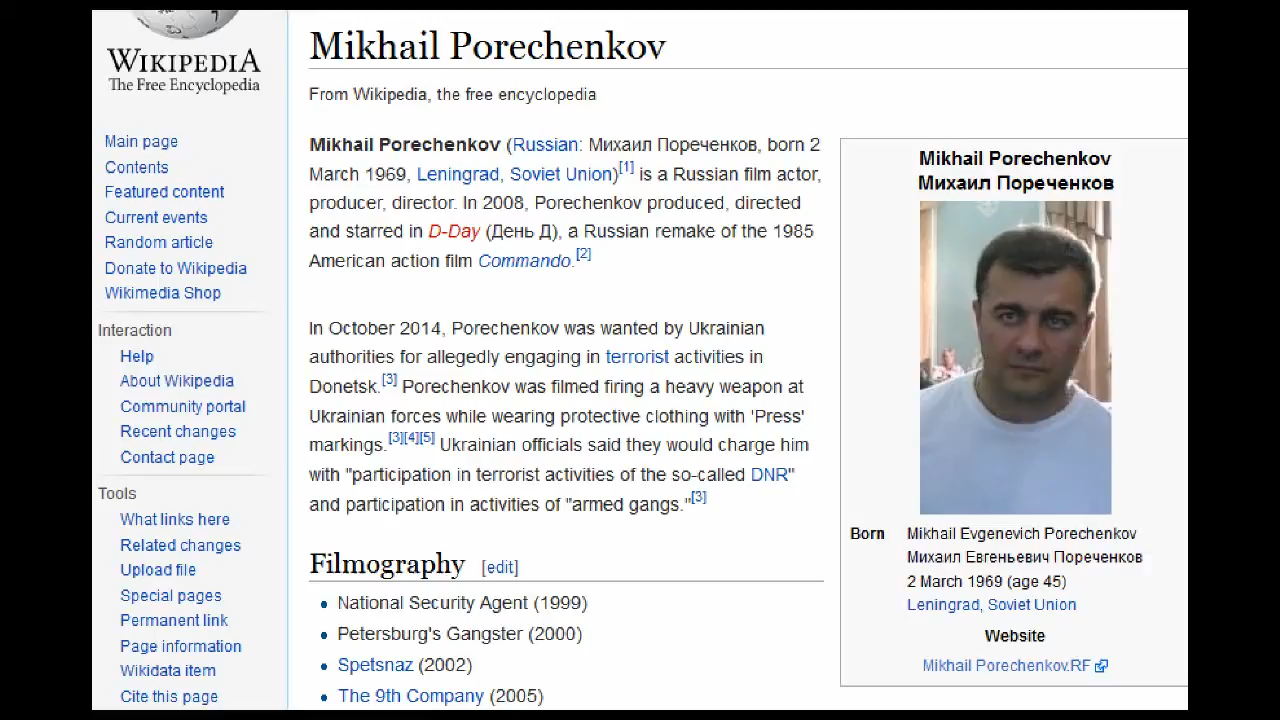 WIKIPEDIA
The Free Encyclopedia
Main page
Contents
Featured content
Current events
Random article
Donate to Wikipedia
Wikimedia Shop
Interaction
Help
About Wikipedia
Community portal
Recent changes
Contact page
Tools
What links here
Related changes
Upload file
Special pages
Permanent link
Page information
Wikidata item
Cite this page
Mikhail Porechenkov
From Wikipedia, the free encyclopedia
Mikhail Porechenkov (Russian: Михаил Пореченков, born 2
March 1969, Leningrad, Soviet Union)[1] is a Russian film actor,
producer, director. In 2008, Porechenkov produced, directed
and starred in D-Day (День Д), a Russian remake of the 1985
American action film Commando.[2]
In October 2014, Porechenkov was wanted by Ukrainian
authorities for allegedly engaging in terrorist activities in
Donetsk.[3] Porechenkov was filmed firing a heavy weapon at
Ukrainian forces while wearing protective clothing with 'Press'
markings.[3][4][5] Ukrainian officials said they would charge him
with "participation in terrorist activities of the so-called DNR"
and participation in activities of "armed gangs."[3]
Filmography [edit]
National Security Agent (1999)
Petersburg's Gangster (2000)
Spetsnaz (2002)
The 9th Company (2005)
Mikhail Porechenkov
Михаил Пореченков
Born Mikhail Evgenevich Porechenkov
Михаил Евгеньевич Пореченков
2 March 1969 (age 45)
Leningrad, Soviet Union
Website
Mikhail Porechenkov.RF